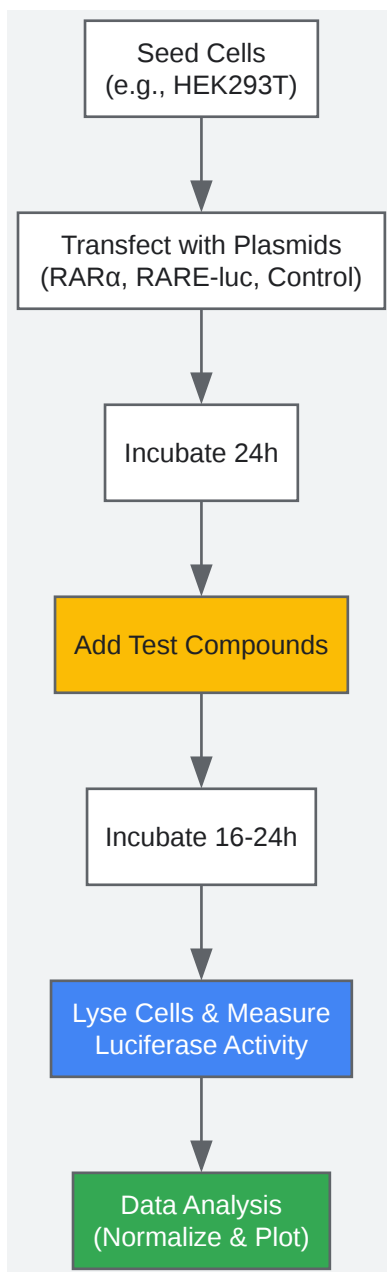 Seed Cells
(e.g., HEK293T)
Transfect with Plasmids
(RARα, RARE-luc, Control)
Incubate 24h
Add Test Compounds
Incubate 16-24h
Lyse Cells & Measure
Luciferase Activity
Data Analysis
(Normalize & Plot)